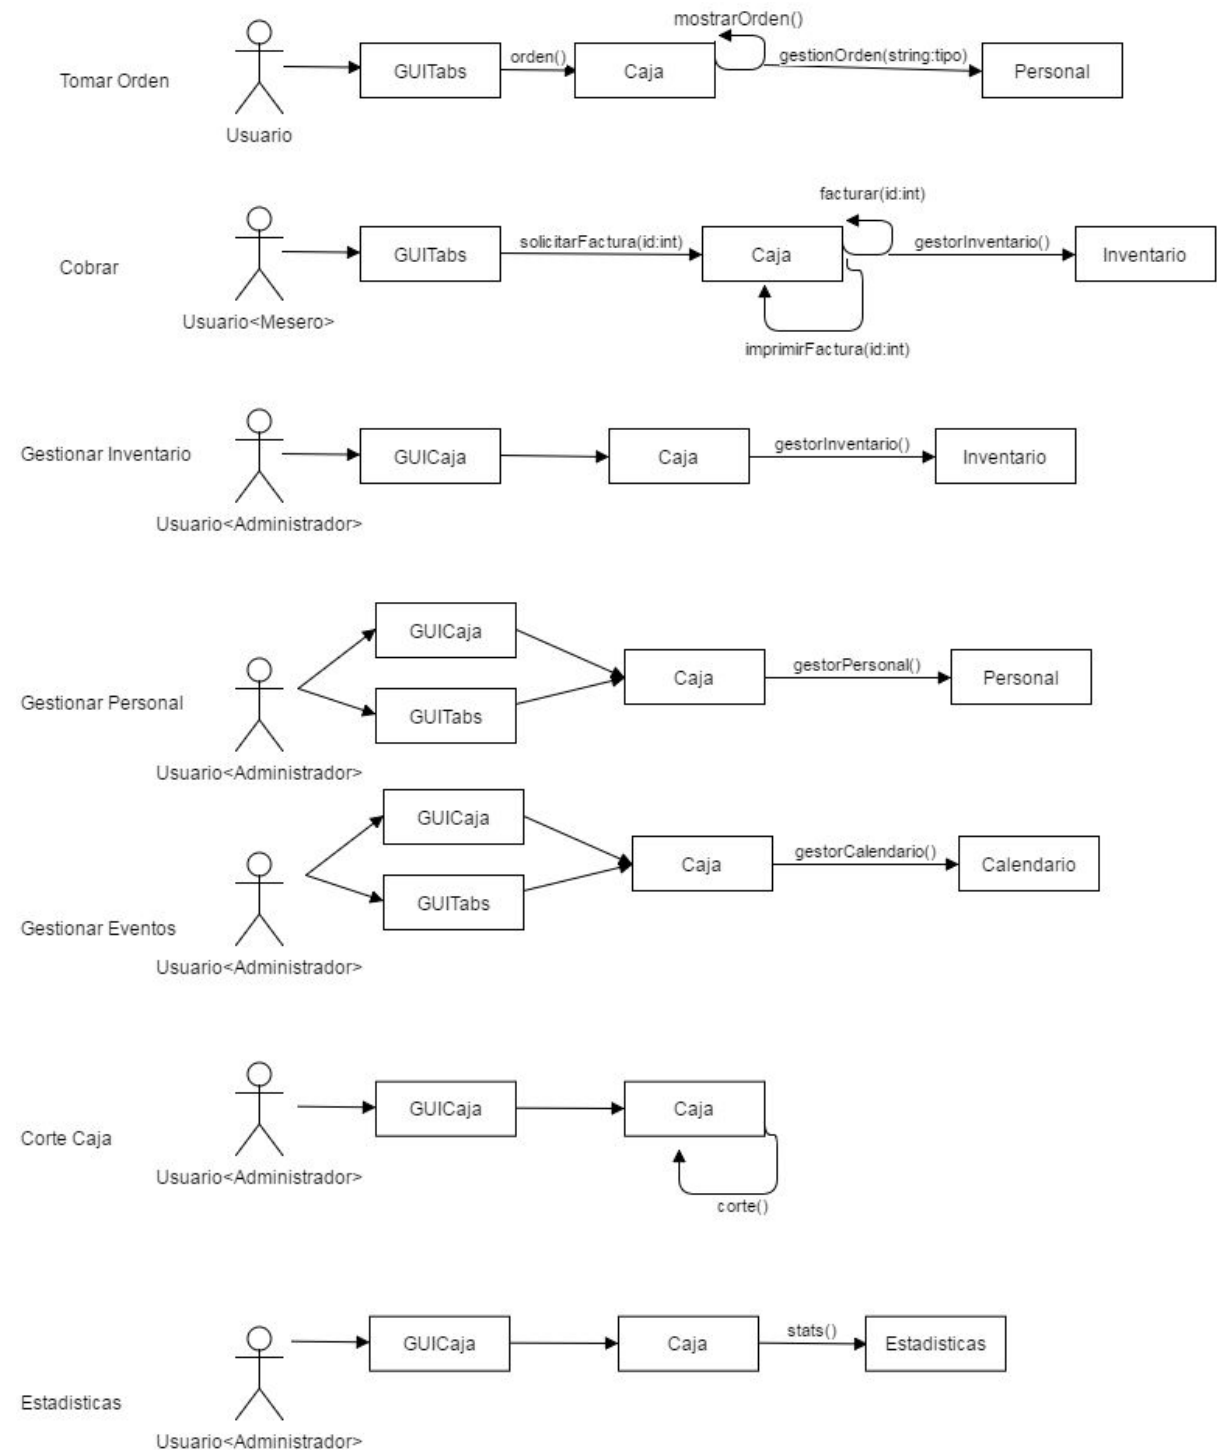 mostrarOrden()
Tomar Orden
GUITabs
orden()
Caja
gestionOrden(string:tipo)
Personal
Usuario
facturar(id:int)
Cobrar
GUITabs
solicitarFactura(id:int)
Caja
gestorInventario()
Inventario
Usuario<Mesero>
imprimirFactura(id:int)
Gestionar Inventario
GUICaja
Caja
gestorInventario()
Inventario
Usuario<Administrador>
GUICaja
Gestionar Personal
GUITabs
Caja
gestorPersonal()
Personal
Usuario<Administrador>
GUICaja
Gestionar Eventos
GUITabs
Caja
gestorCalendario()
Calendario
Usuario<Administrador>
Corte Caja
GUICaja
Caja
Usuario<Administrador>
corte()
GUICaja
Caja
stats()
Estadisticas
Estadisticas
Usuario<Administrador>